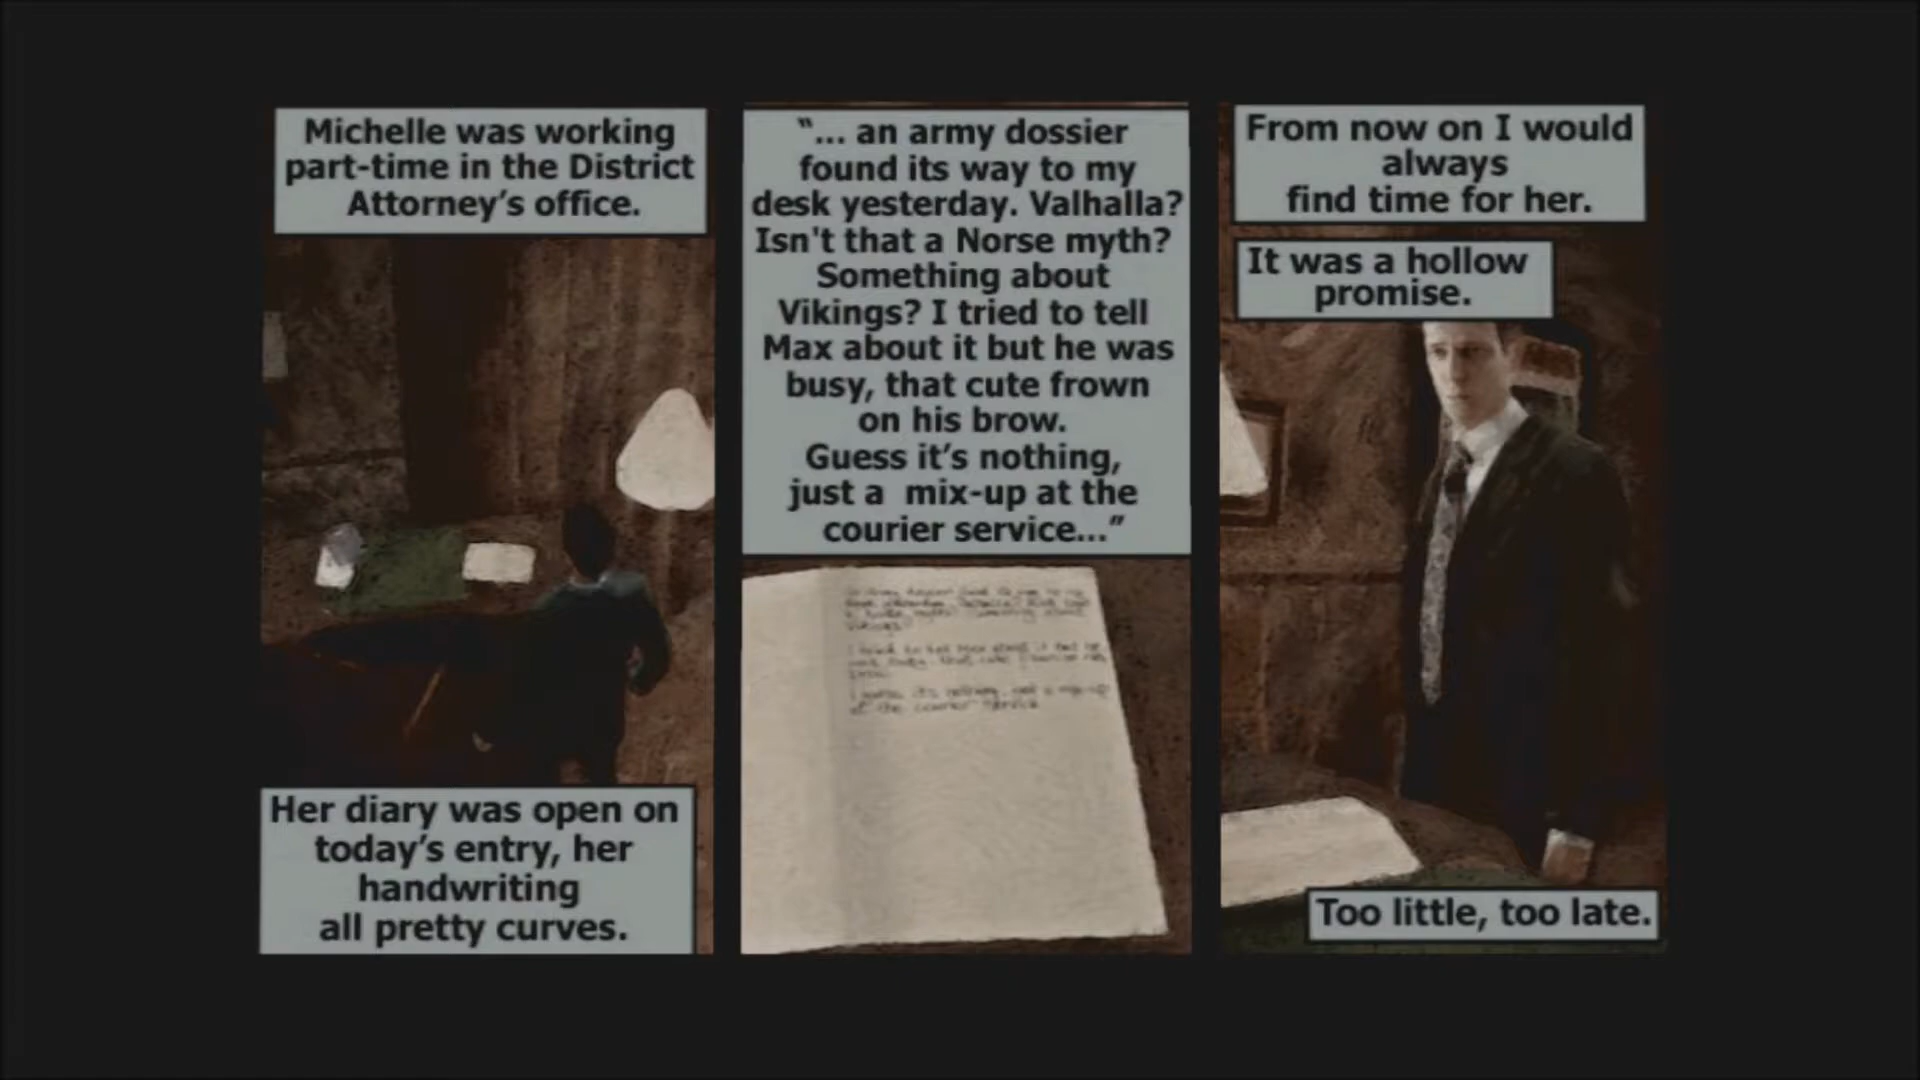 Michelle was working
part-time in the District
Attorney’s office.
Her diary was open on
today’s entry, her
handwriting
all pretty curves.
“... an army dossier
found its way to my
desk yesterday. Valhalla?
Isn't that a Norse myth?
Something about
Vikings? I tried to tell
Max about it but he was
busy, that cute frown
on his brow.
Guess it’s nothing,
just a mix-up at the
courier service...”
From now on I would
always
find time for her.
It was a hollow
promise.
Too little, too late.